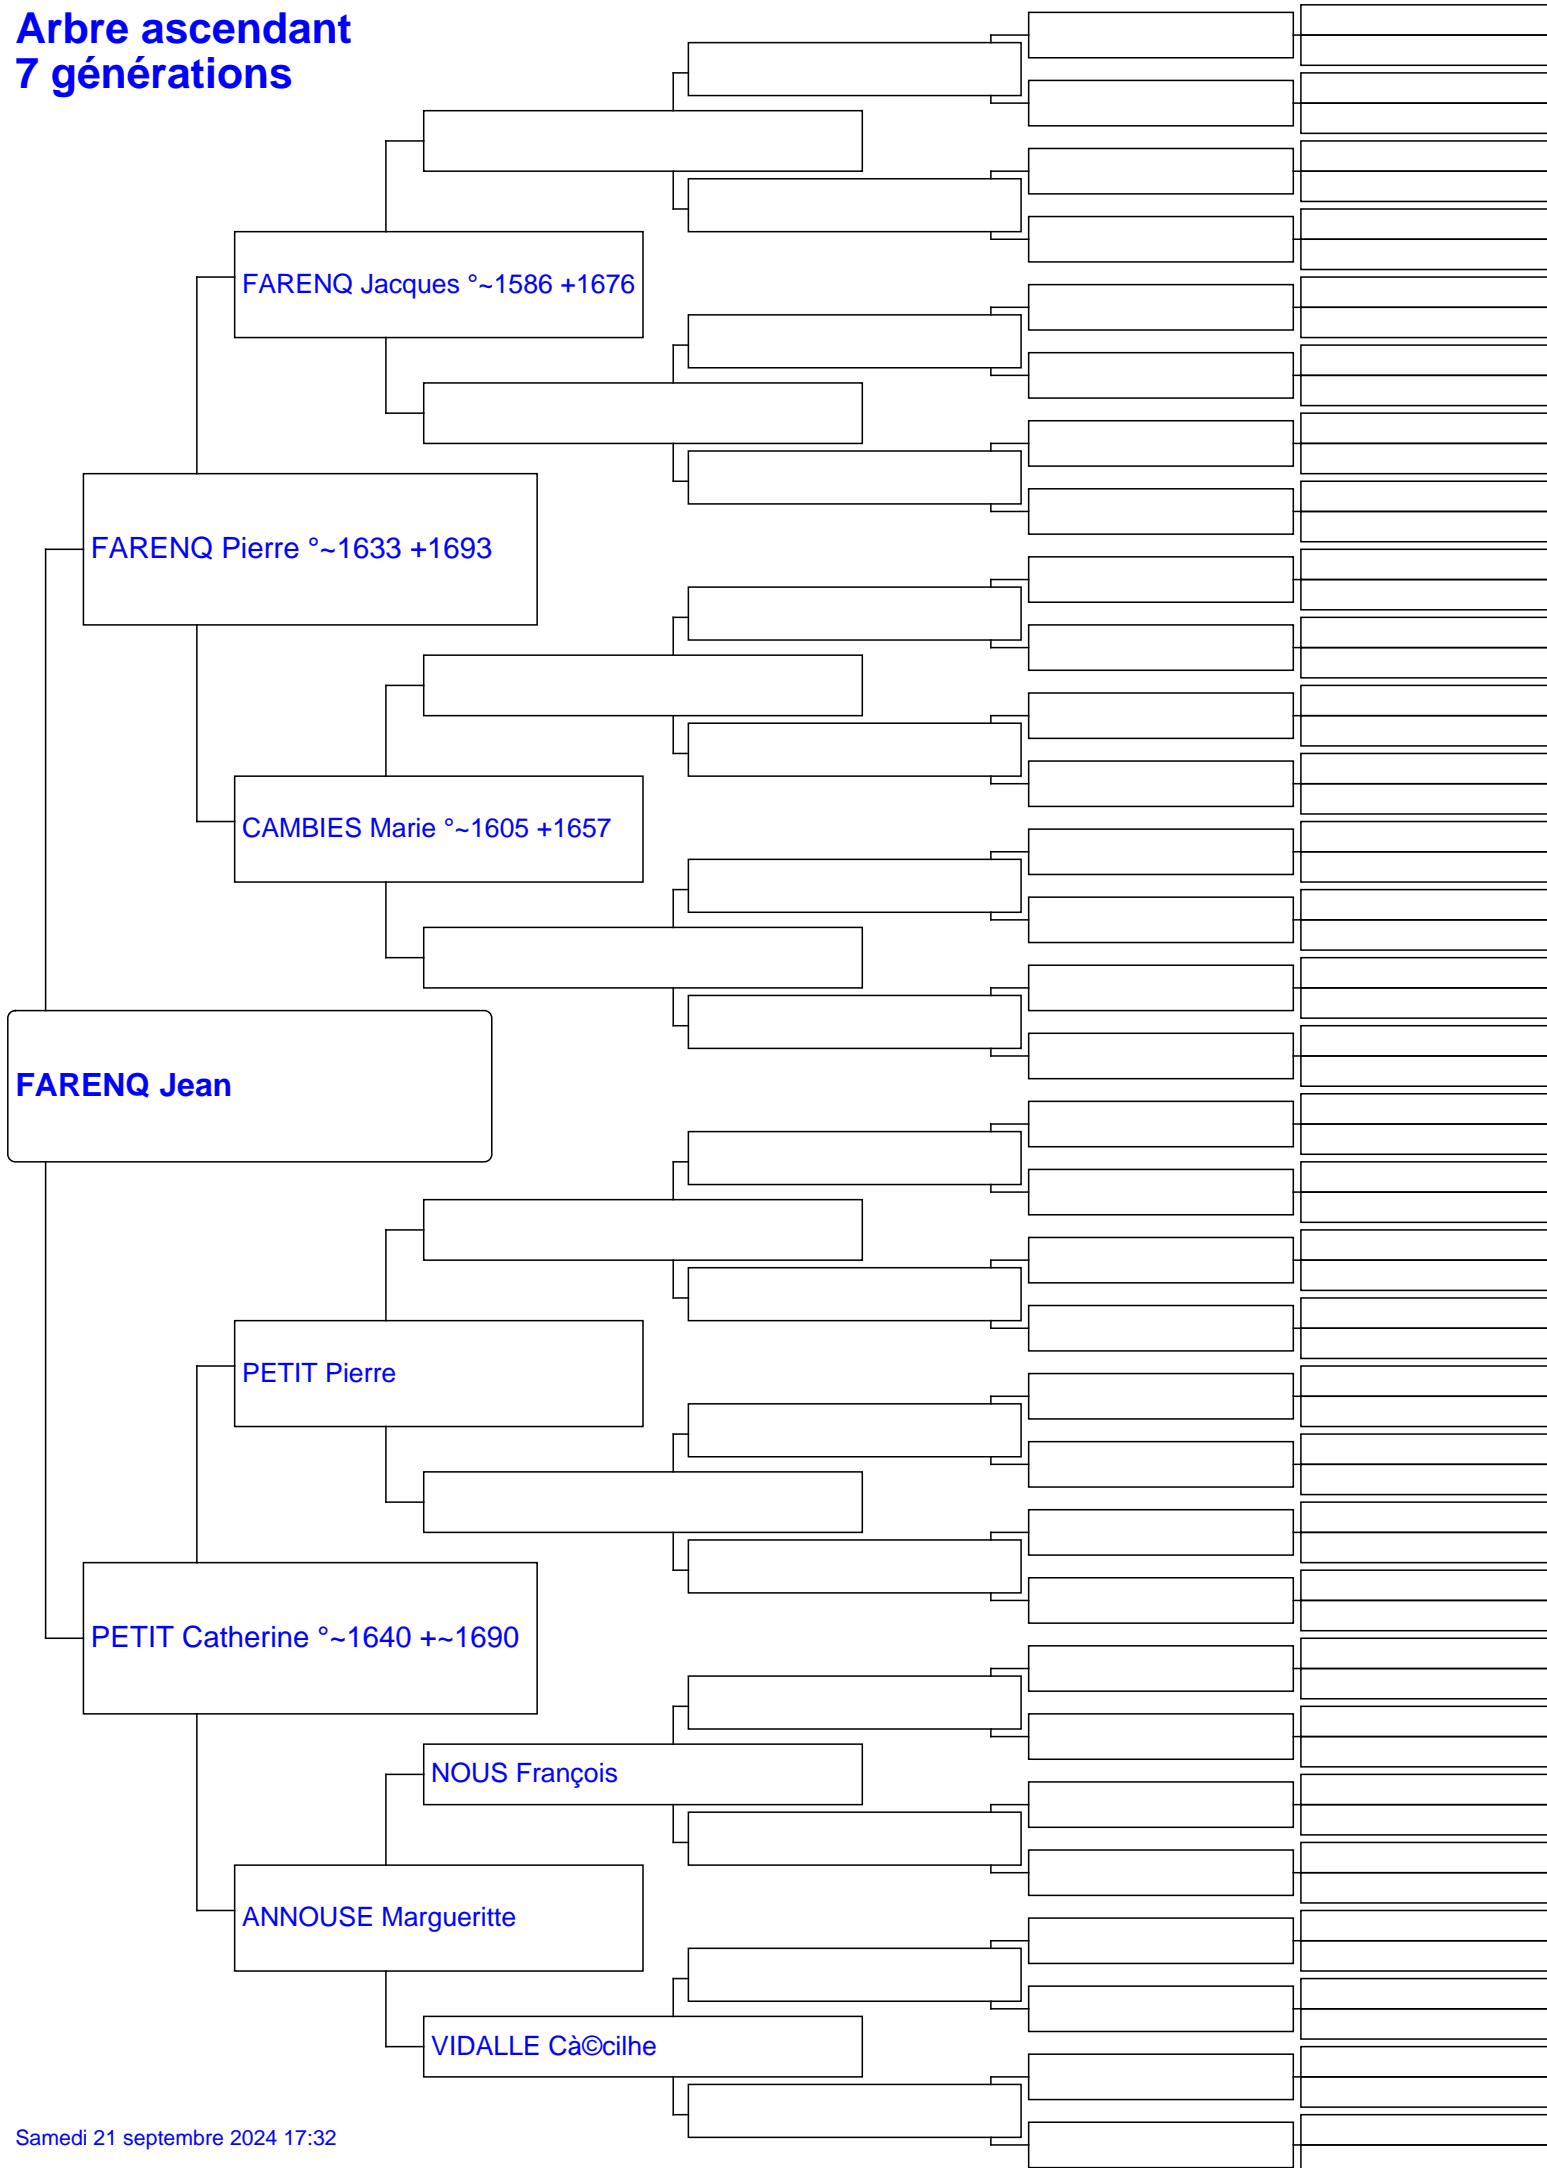 Arbre ascendant
7 générations
FARENQ Jacques °~1586 +1676
FARENQ Pierre °~1633 +1693
CAMBIES Marie °~1605 +1657
FARENQ Jean
PETIT Pierre
PETIT Catherine °~1640 +~1690
NOUS François
ANNOUSE Margueritte
VIDALLE Cà©cilhe
Samedi 21 septembre 2024 17:32